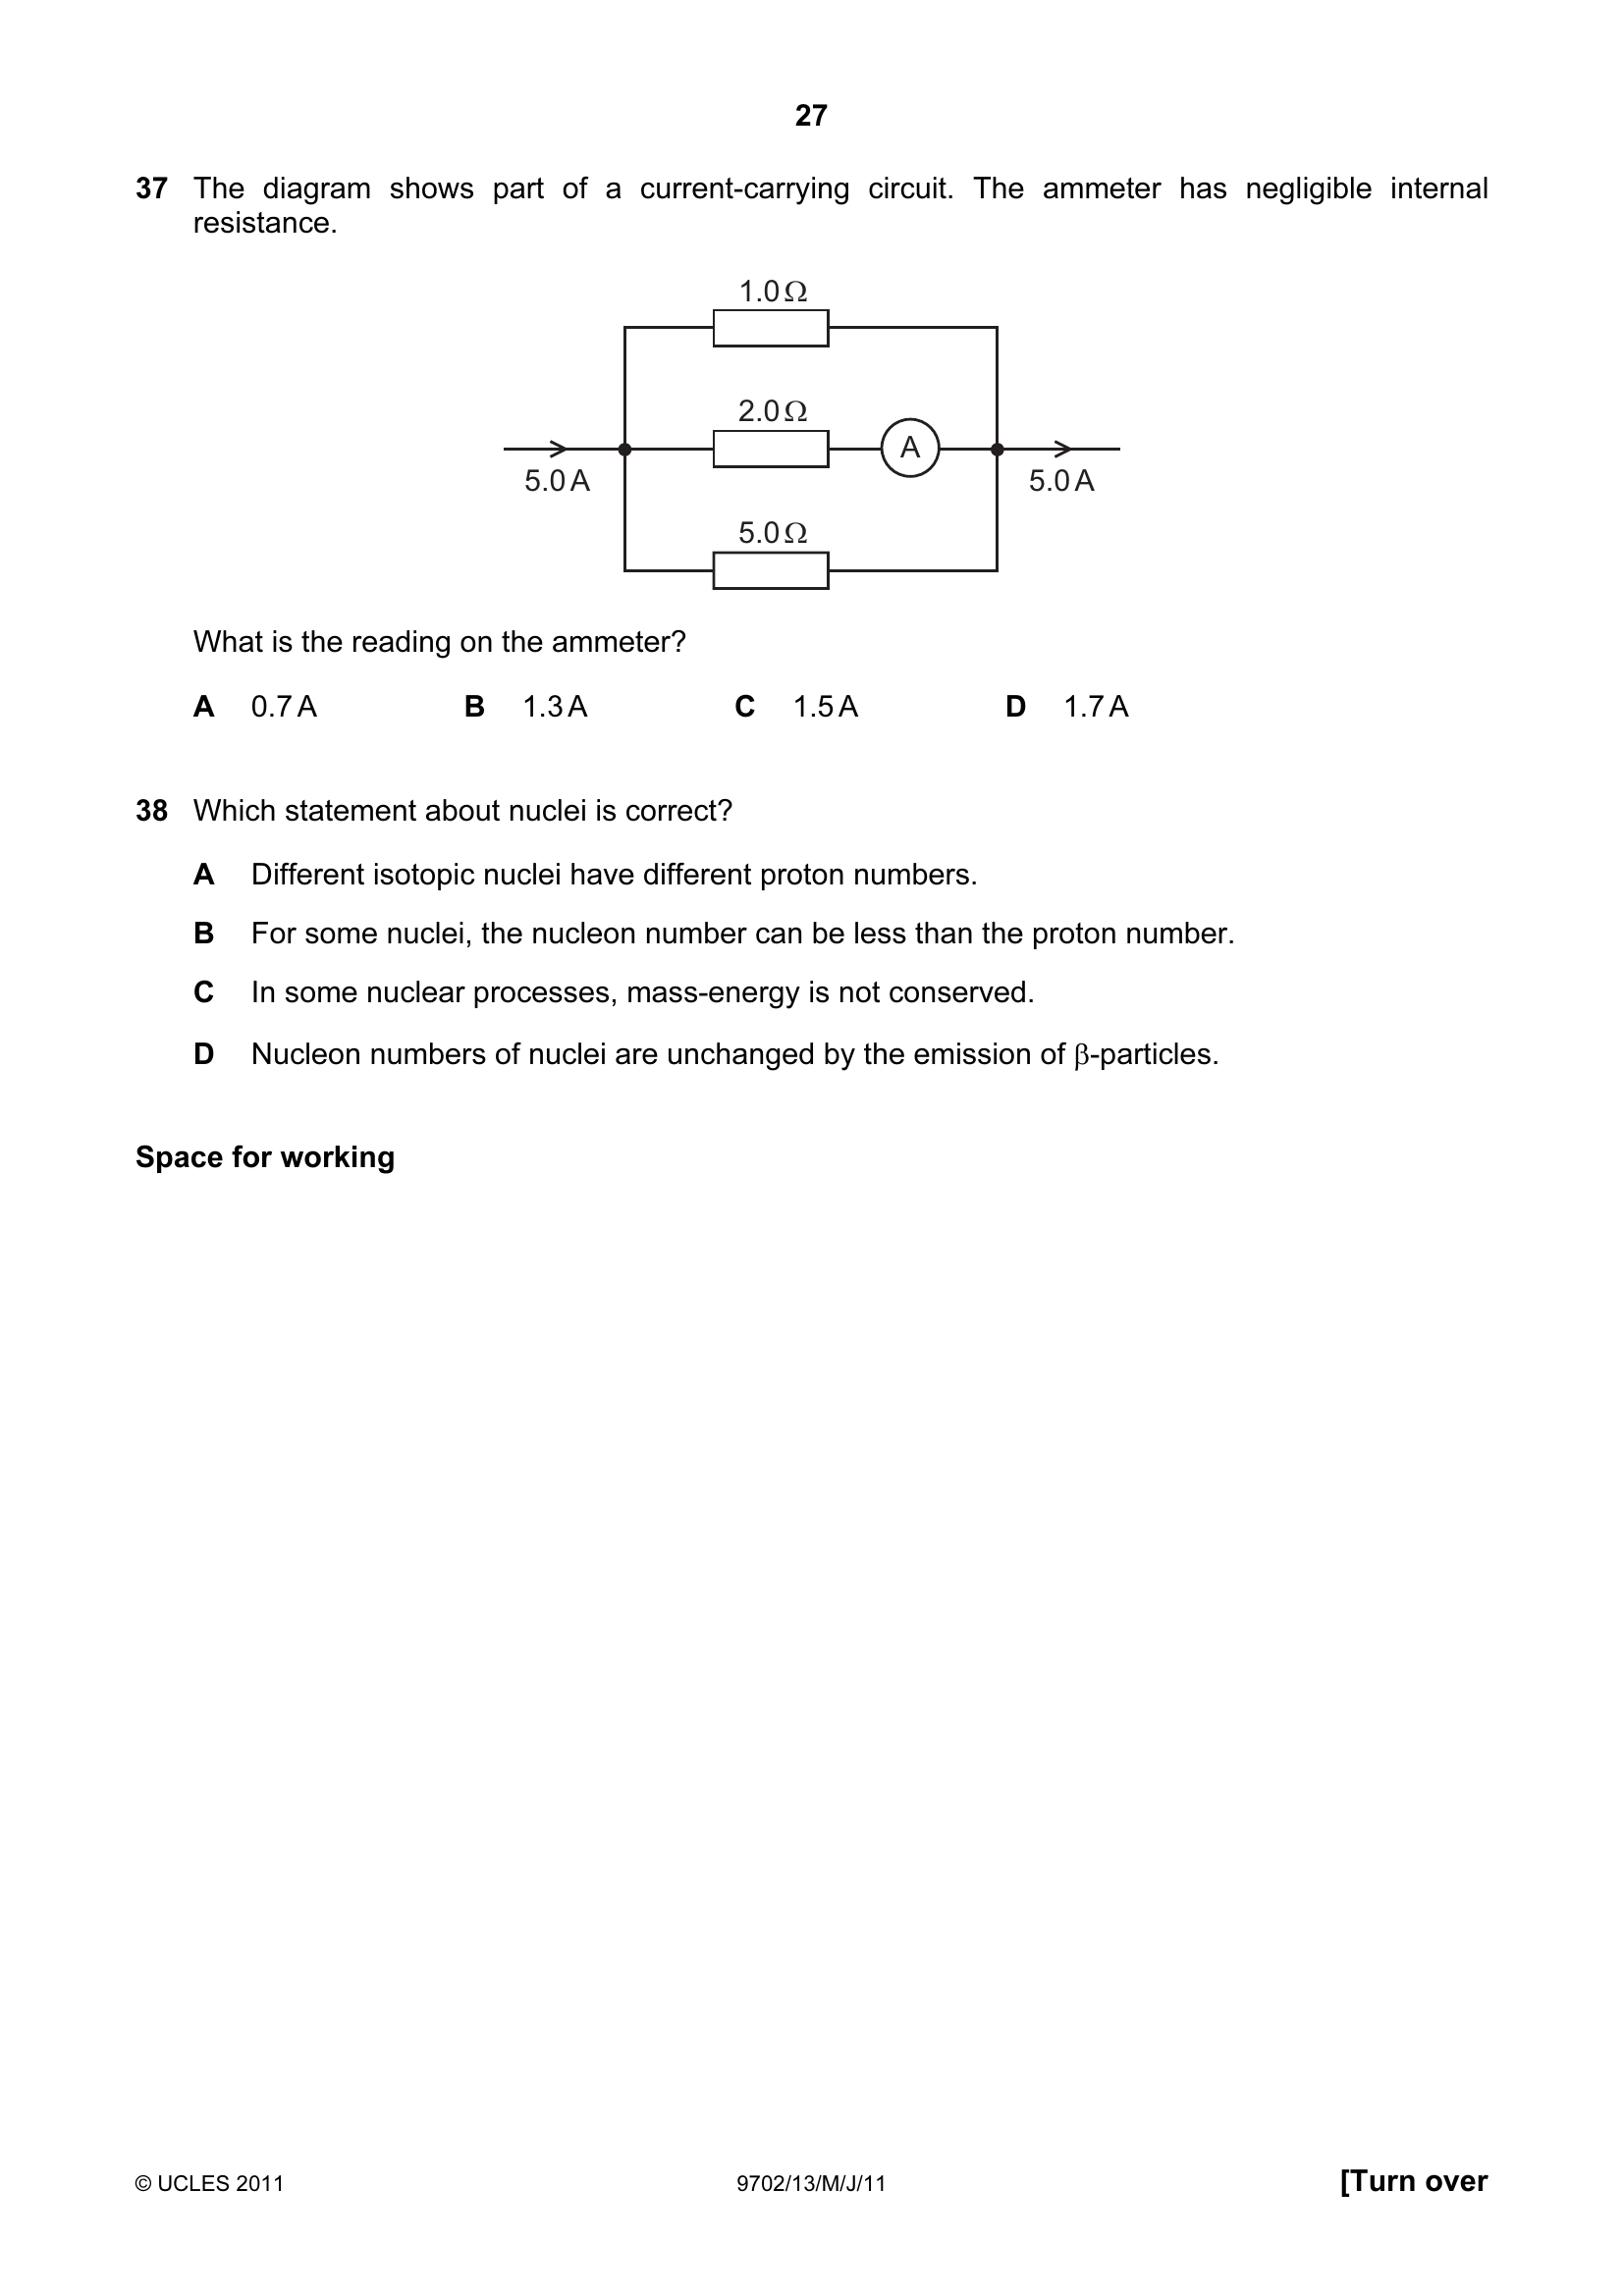 27
37 The diagram shows part of a current-carrying circuit. The ammeter has negligible internal
resistance.
1.0 Ω
2.0 Ω
A
5.0 A
5.0 A
5.0 Ω
What is the reading on the ammeter?
A 0.7 A B 1.3 A C 1.5 A D 1.7 A
38 Which statement about nuclei is correct?
A Different isotopic nuclei have different proton numbers.
B For some nuclei, the nucleon number can be less than the proton number.
C In some nuclear processes, mass-energy is not conserved.
D Nucleon numbers of nuclei are unchanged by the emission of β-particles.
Space for working
© UCLES 2011 9702/13/M/J/11 [Turn over